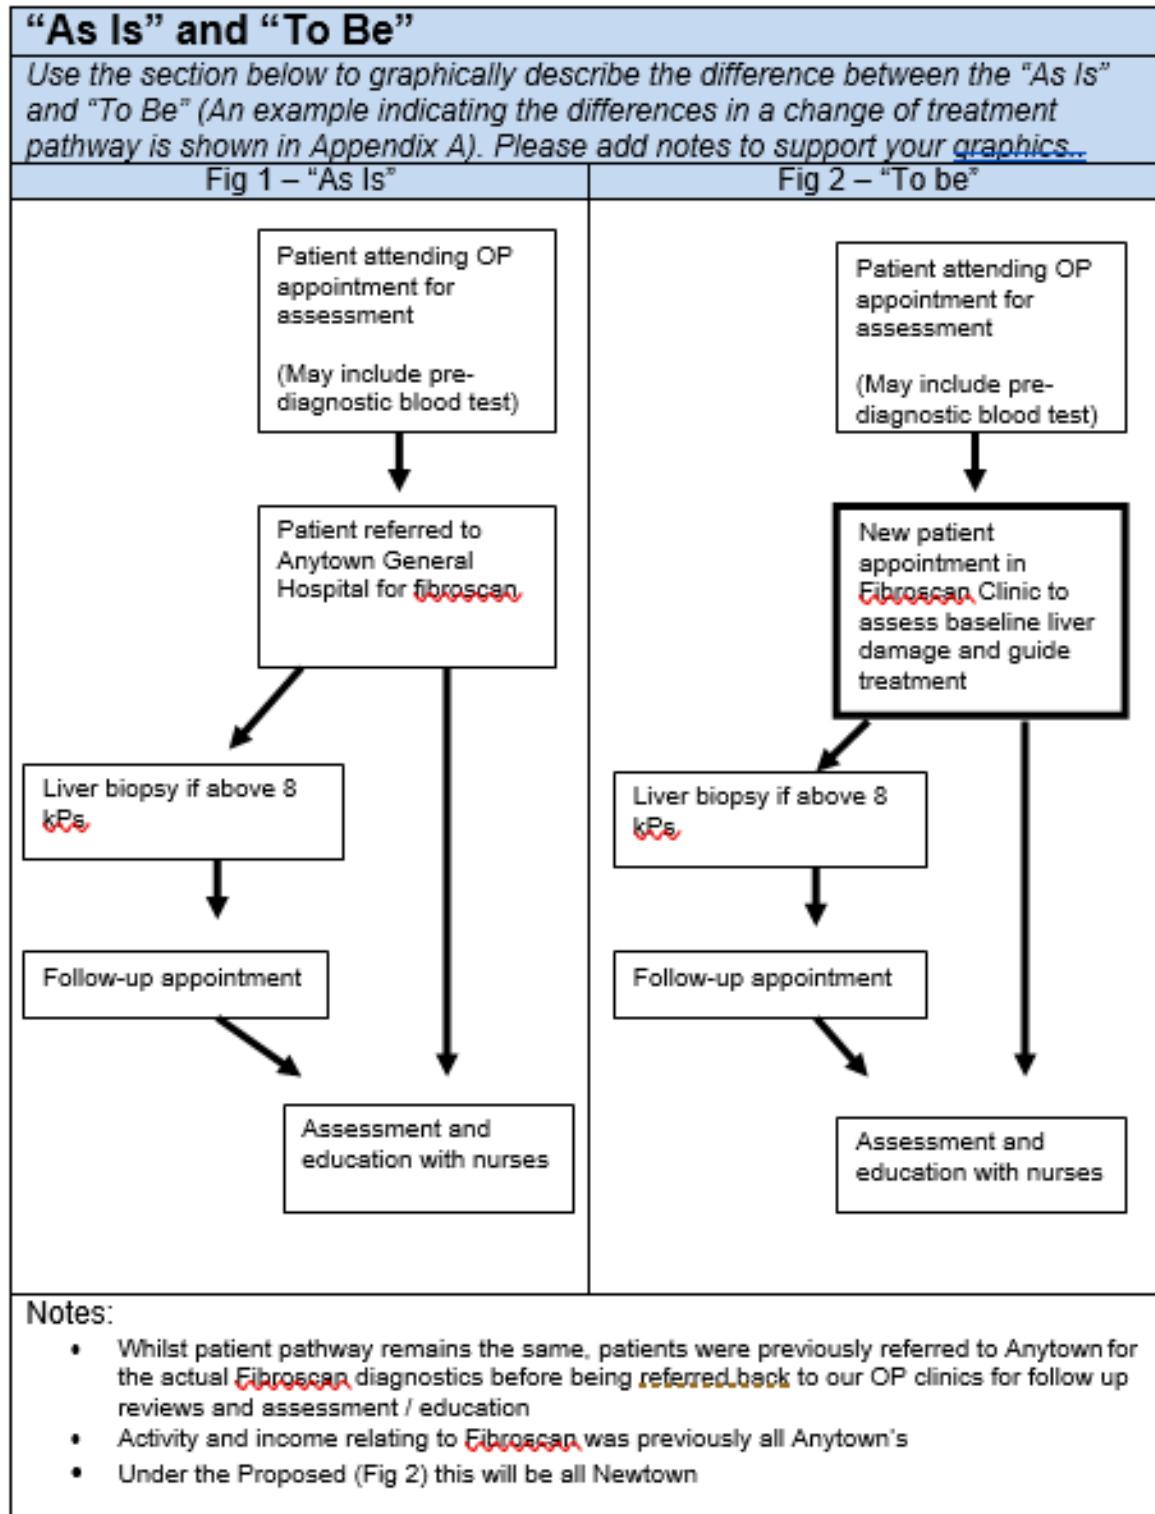 “As Is” and “To Be”
Use the section below to graphically describe the difference between the “As Is”
and “To Be” (An example indicating the differences in a change of treatment
pathway is shown in Appendix A). Please add notes to support your graphics..
Fig 1 – “As Is”
Patient attending OP
appointment for
assessment
(May include pre-
diagnostic blood test)
Patient referred to
Anytown General
Hospital for fibroscan
Liver biopsy if above 8
kPs
Follow-up appointment
Assessment and
education with nurses
Fig 2 – “To be”
Patient attending OP
appointment for
assessment
(May include pre-
diagnostic blood test)
New patient
appointment in
Fibroscan Clinic to
assess baseline liver
damage and guide
treatment
Liver biopsy if above 8
kPs
Follow-up appointment
Assessment and
education with nurses
Notes:
• Whilst patient pathway remains the same, patients were previously referred to Anytown for
the actual Fibroscan diagnostics before being referred back to our OP clinics for follow up
reviews and assessment / education
• Activity and income relating to Fibroscan was previously all Anytown’s
• Under the Proposed (Fig 2) this will be all Newtown